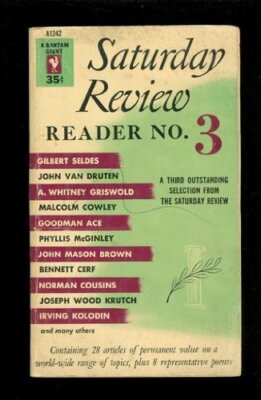 A1242
A BANTAM
GIANT
35¢
Saturday
Review
READER NO. 3
GILBERT SELDES
JOHN VAN DRUTEN
A. WHITNEY GRISWOLD
MALCOLM COWLEY
GOODMAN ACE
PHYLLIS McGINLEY
JOHN MASON BROWN
BENNETT CERF
NORMAN COUSINS
JOSEPH WOOD KRUTCH
IRVING KOLODIN
and many others
A THIRD OUTSTANDING
SELECTION FROM
THE SATURDAY REVIEW
Containing 28 articles of permanent value on a
world-wide range of topics, plus 8 representative poems